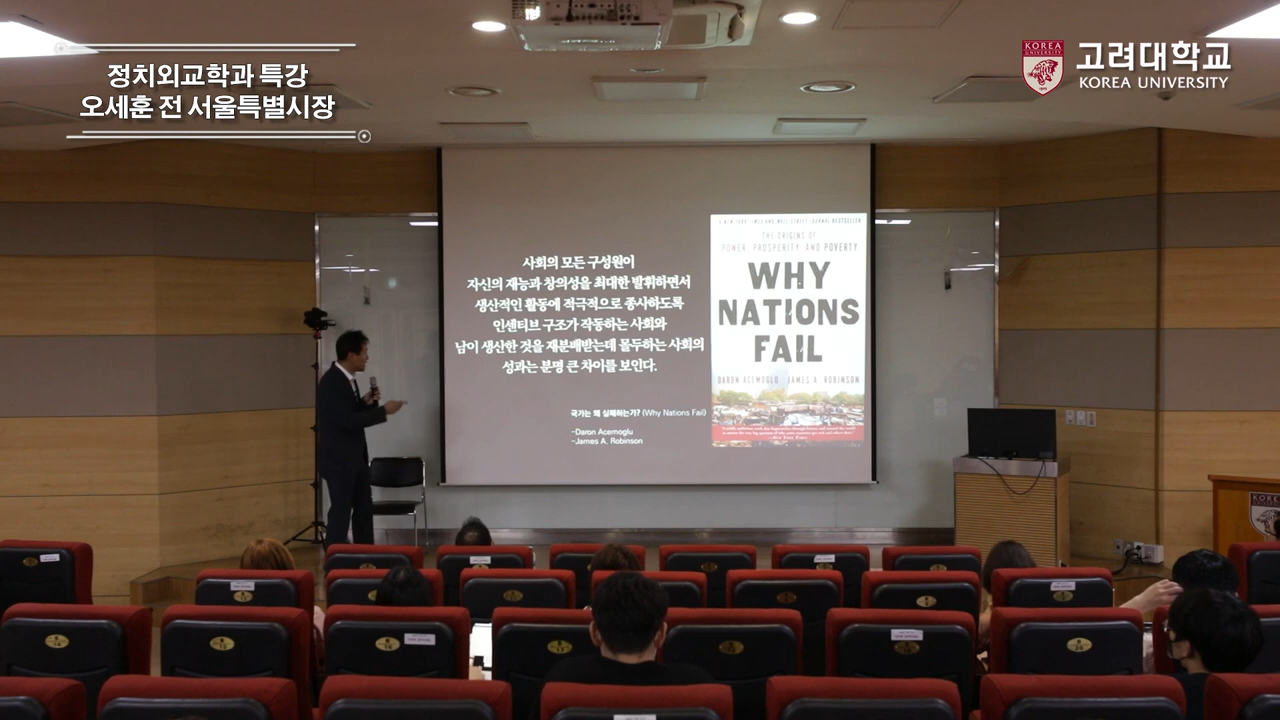 정치외교학과 특강
오세훈 전 서울특별시장
KOREA
UNIVERSITY
고려대학교
KOREA UNIVERSITY
사회의 모든 구성원이
자신의 재능과 창의성을 최대한 발휘하면서
생산적인 활동에 적극적으로 종사하도록
인센티브 구조가 작동하는 사회와
남이 생산한 것을 재분배받는데 몰두하는 사회의
성과는 분명 큰 차이를 보인다.
국가는 왜 실패하는가? (Why Nations Fail)
-Daron Acemoglu
-James A. Robinson
THE ORIGINS OF
POWER, PROSPERITY, AND POVERTY
WHY
NATIONS
FAIL
DARON ACEMOGLU JAMES A. ROBINSON
KOREA